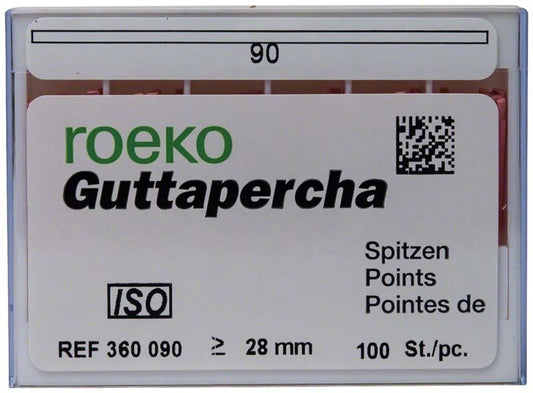 90
roeko
Guttapercha
Spitzen
Points
Pointes de
ISO
REF 360 090 ≥ 28 mm 100 St./pc.